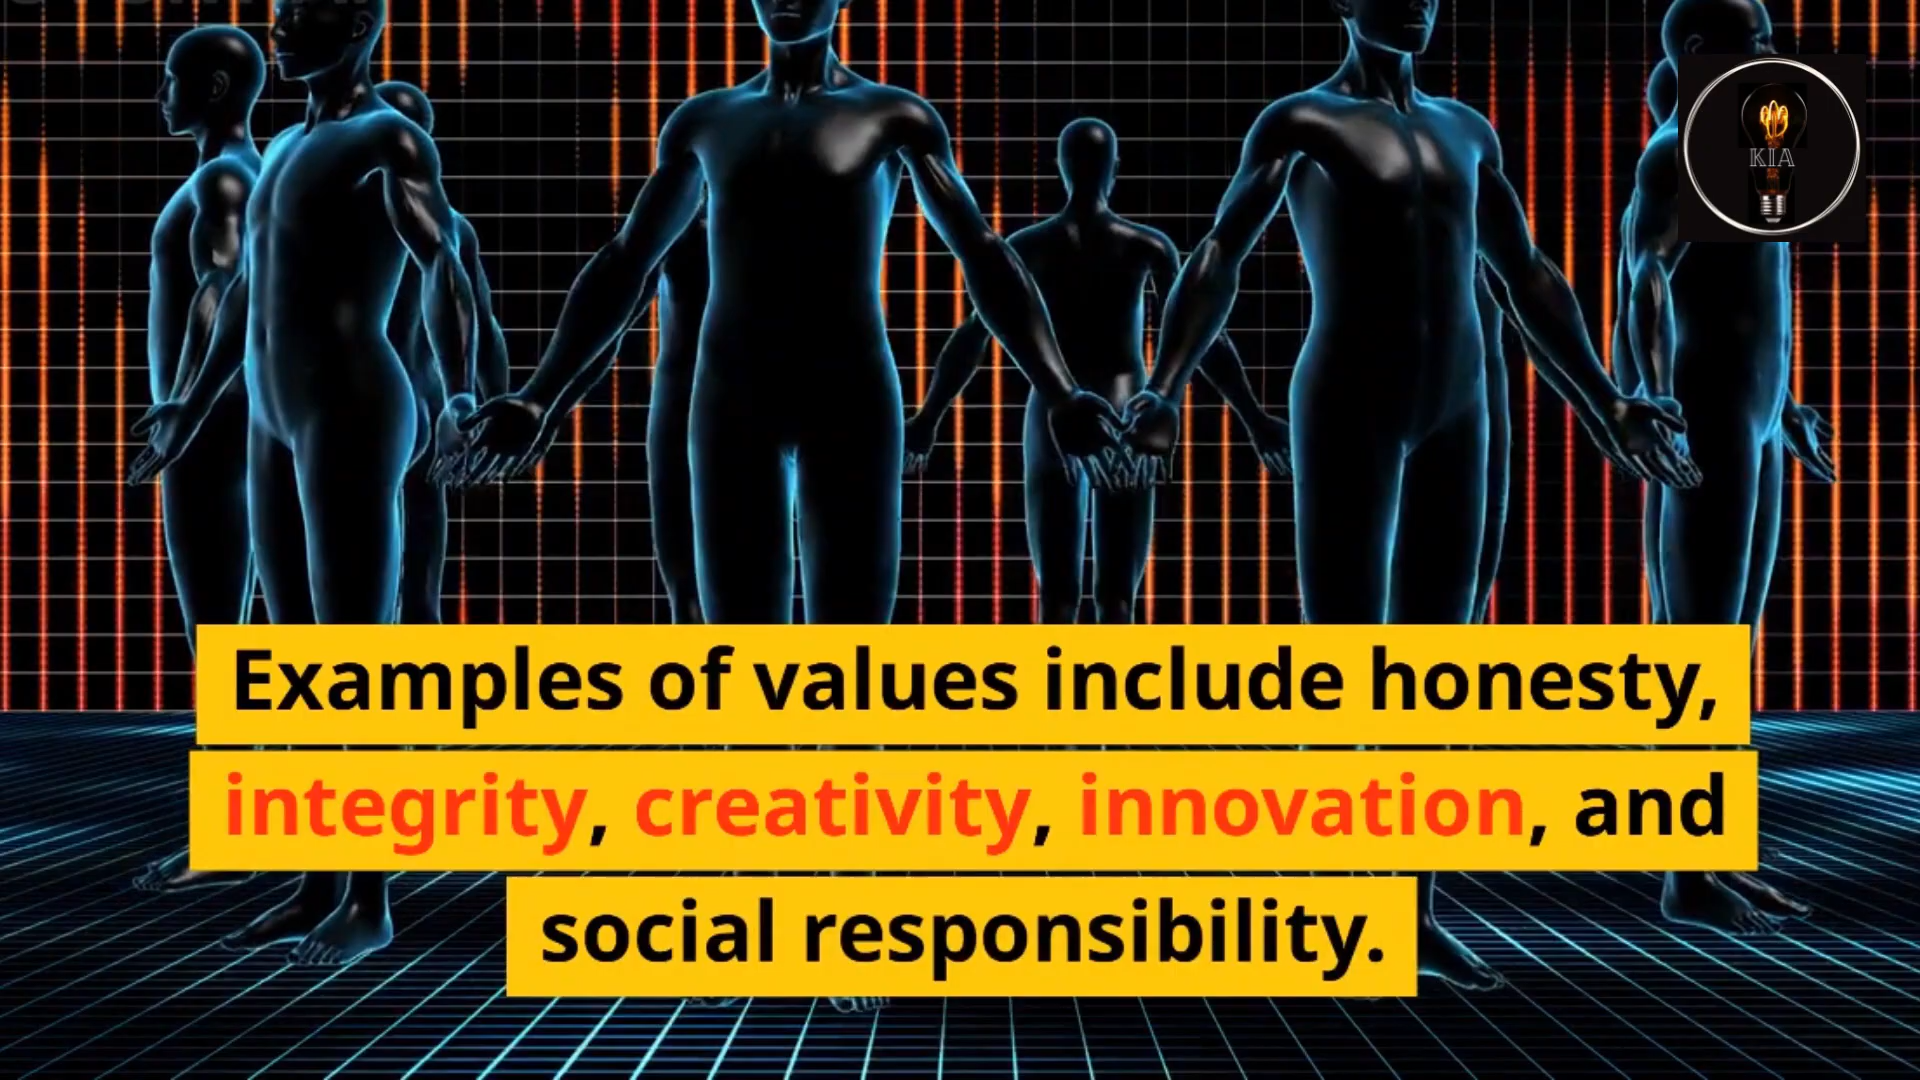 KIA
Examples of values include honesty,
integrity, creativity, innovation, and
social responsibility.